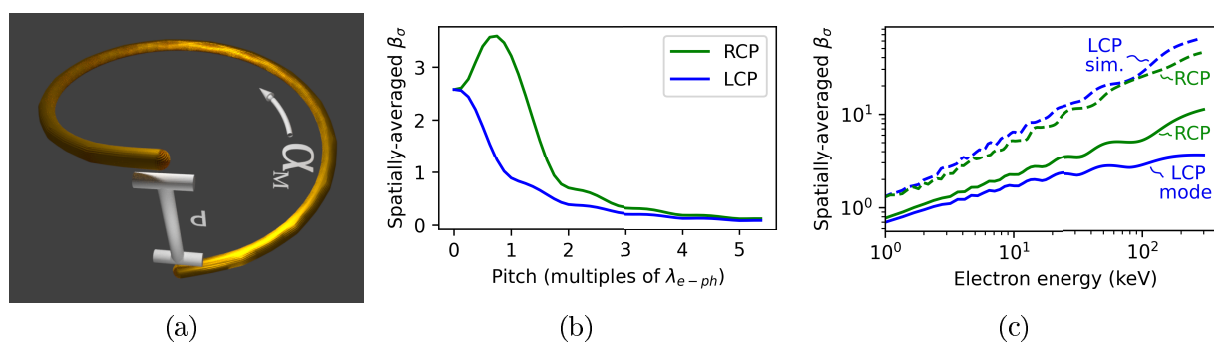 α_M
P
(a)
Spatially-averaged β_σ
3
2
1
0
RCP
LCP
0 1 2 3 4 5
Pitch (multiples of λ_{e−ph})
(b)
Spatially-averaged β_σ
10^1
10^0
LCP
sim.
RCP
RCP
LCP
mode
10^0 10^1 10^2
Electron energy (keV)
(c)